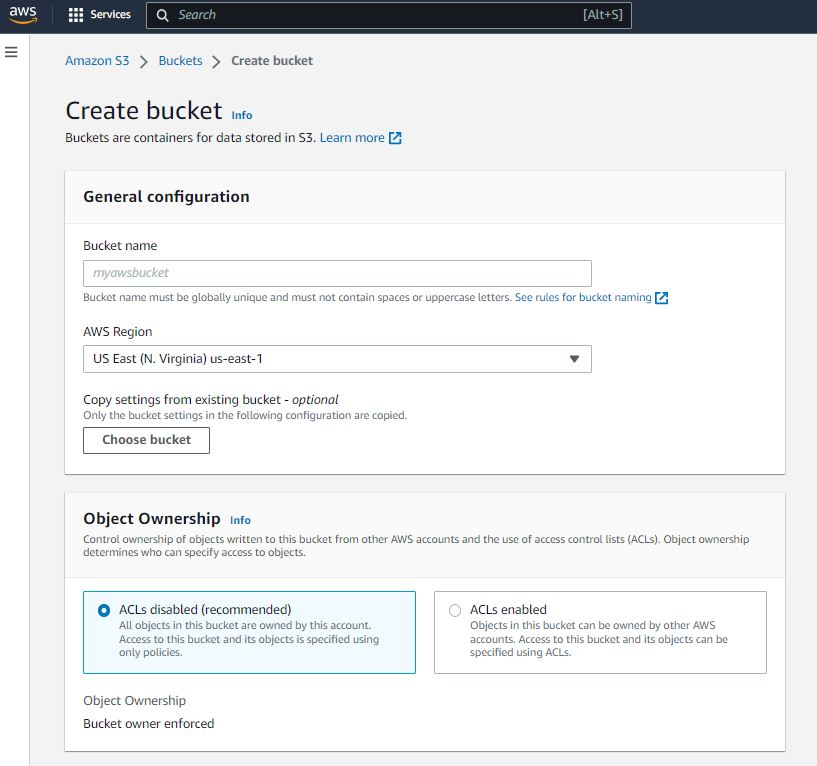 aws
Services
Search [Alt+S]
Amazon S3 > Buckets > Create bucket
Create bucket Info
Buckets are containers for data stored in S3. Learn more
General configuration
Bucket name
myawsbucket
Bucket name must be globally unique and must not contain spaces or uppercase letters. See rules for bucket naming
AWS Region
US East (N. Virginia) us-east-1
Copy settings from existing bucket - optional
Only the bucket settings in the following configuration are copied.
Choose bucket
Object Ownership Info
Control ownership of objects written to this bucket from other AWS accounts and the use of access control lists (ACLs). Object ownership
determines who can specify access to objects.
ACLs disabled (recommended)
All objects in this bucket are owned by this account.
Access to this bucket and its objects is specified using
only policies.
ACLs enabled
Objects in this bucket can be owned by other AWS
accounts. Access to this bucket and its objects can be
specified using ACLs.
Object Ownership
Bucket owner enforced